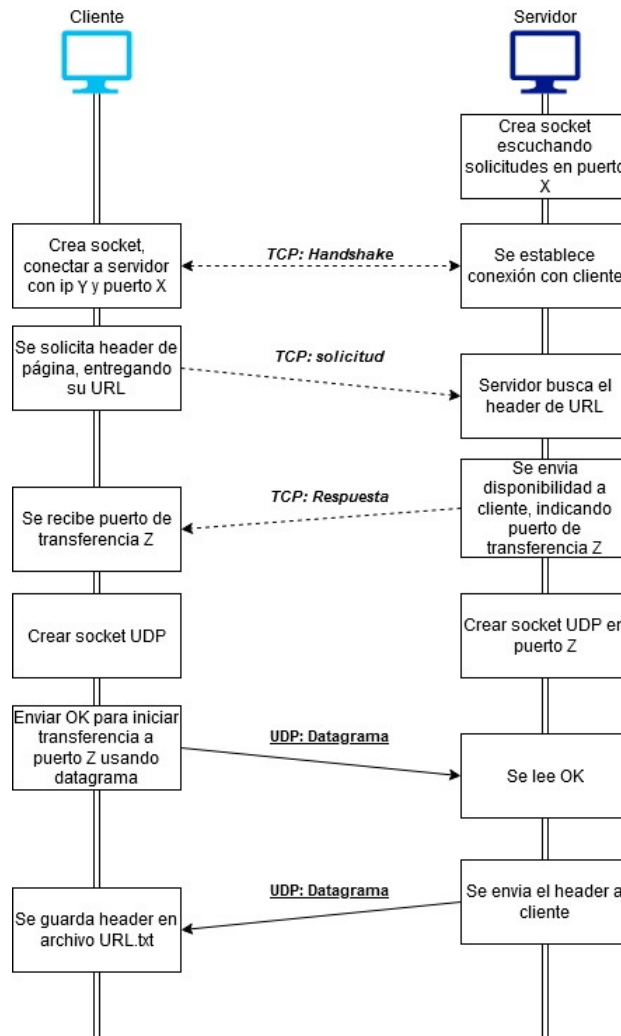 Cliente
Servidor
Crea socket
escuchando
solicitudes en puerto
X
Crea socket,
conectar a servidor
con ip Y y puerto X
TCP: Handshake
Se establece
conexión con cliente
Se solicita header de
página, entregando
su URL
TCP: solicitud
Servidor busca el
header de URL
Se envia
disponibilidad a
cliente, indicando
puerto de
transferencia Z
TCP: Respuesta
Se recibe puerto de
transferencia Z
Crear socket UDP
Crear socket UDP en
puerto Z
Enviar OK para iniciar
transferencia a
puerto Z usando
datagrama
UDP: Datagrama
Se lee OK
Se envia el header a
cliente
UDP: Datagrama
Se guarda header en
archivo URL.txt